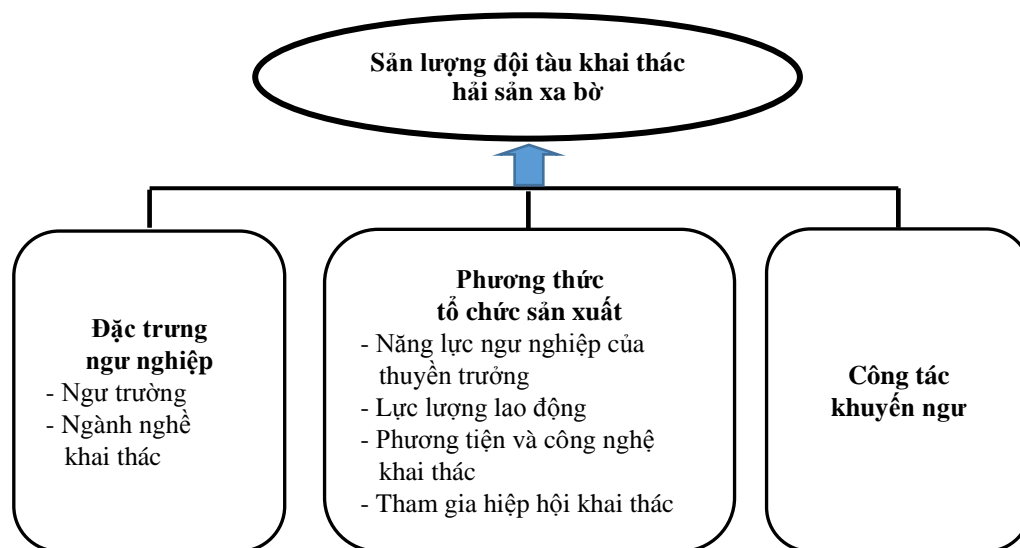 Sản lượng đội tàu khai thác
hải sản xa bờ
Đặc trưng
ngư nghiệp
- Ngư trường
- Ngành nghề
khai thác
Phương thức
tổ chức sản xuất
- Năng lực ngư nghiệp của
thuyền trưởng
- Lực lượng lao động
- Phương tiện và công nghệ
khai thác
- Tham gia hiệp hội khai thác
Công tác
khuyến ngư